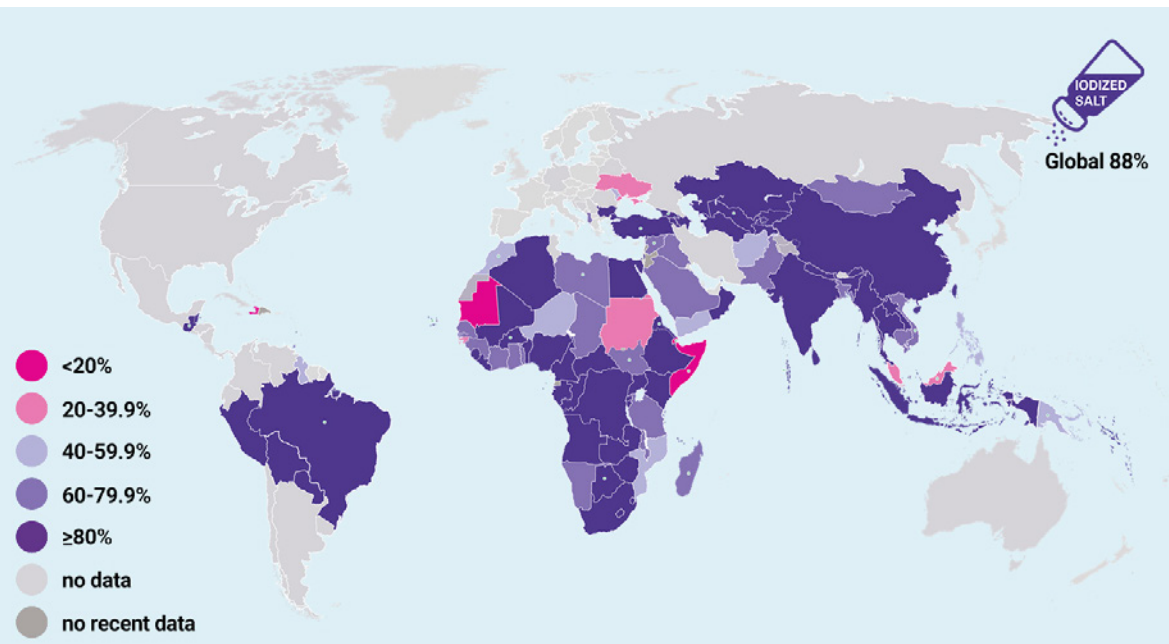 IODIZED
SALT
Global 88%
<20%
20-39.9%
40-59.9%
60-79.9%
≥80%
no data
no recent data